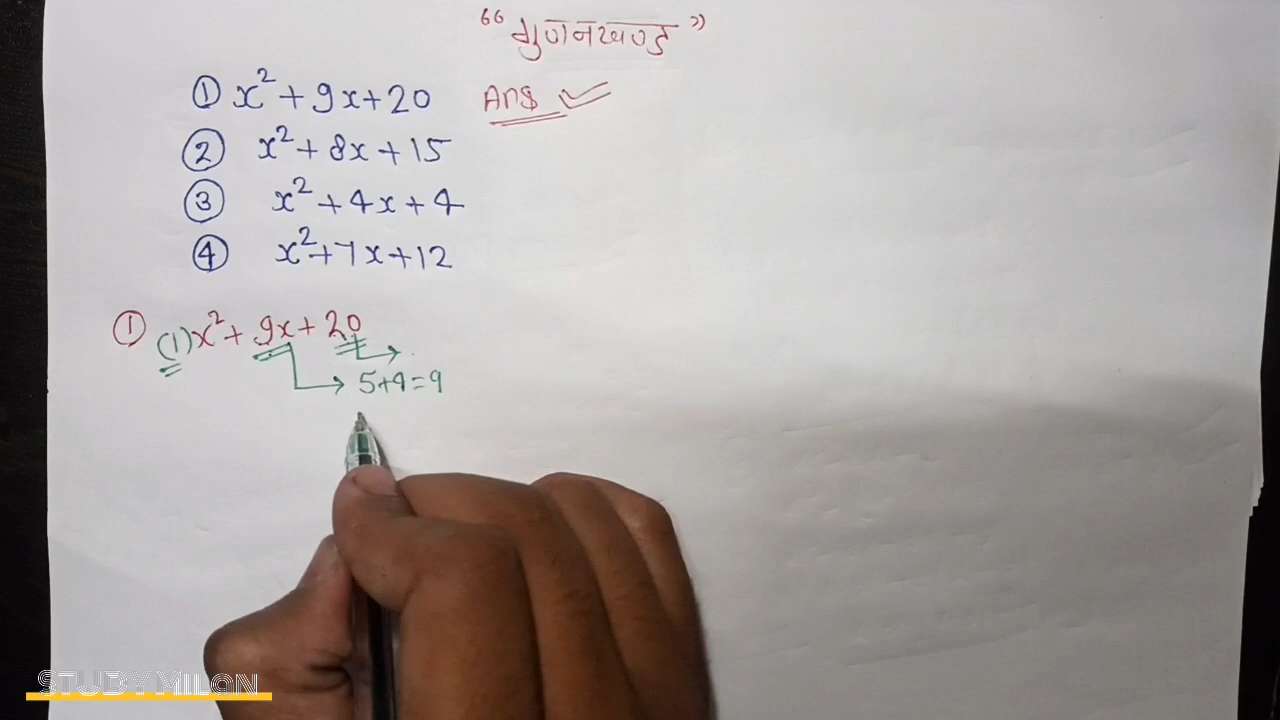 “गुणनखण्ड”
① x²+9x+20 Ans ✓
② x²+8x+15
③ x²+4x+4
④ x²+7x+12
① (1)x²+9x+20
5+4=9
STUDY MILAN